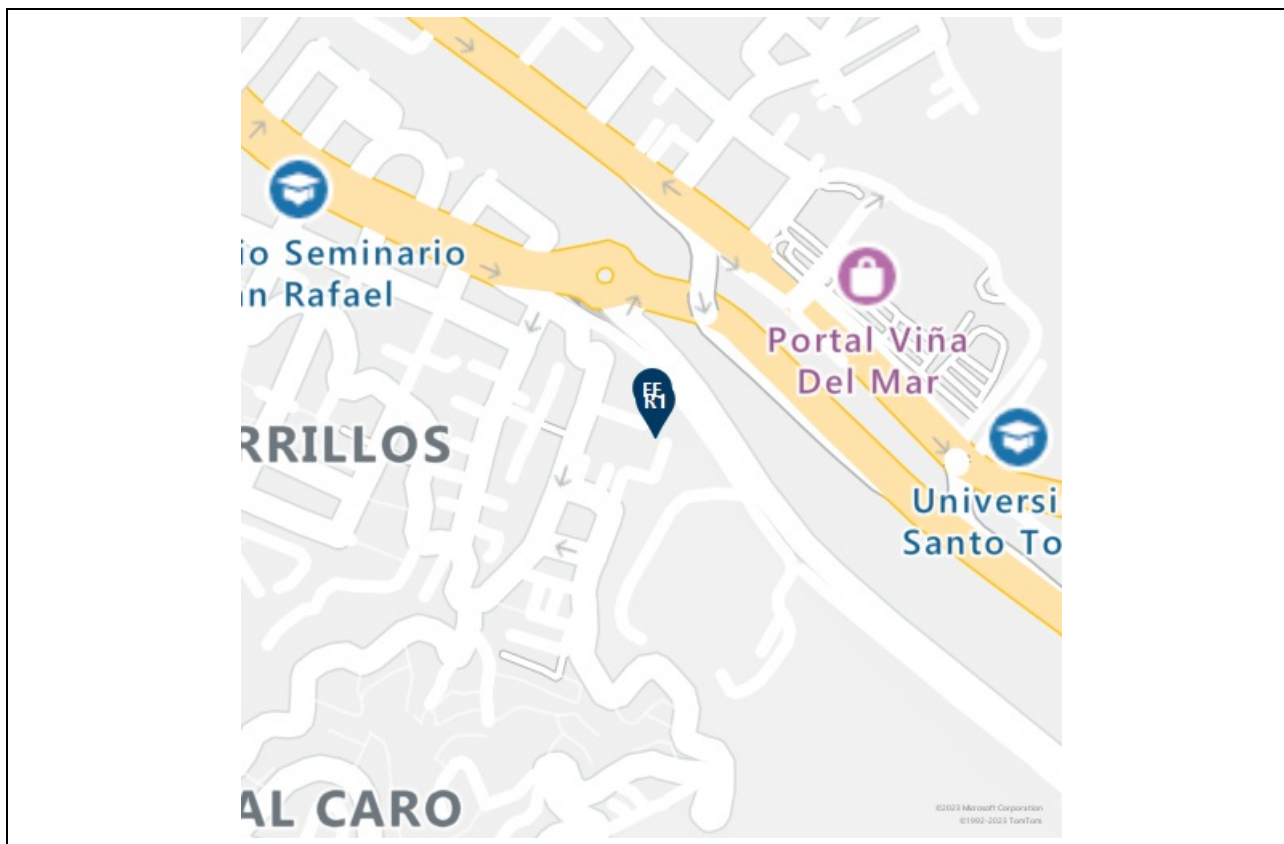 io Seminario
n Rafael
Portal Viña
Del Mar
EF
R1
RRILLOS
Universi
Santo To
AL CARO
©2023 Microsoft Corporation
©1992-2023 TomTom